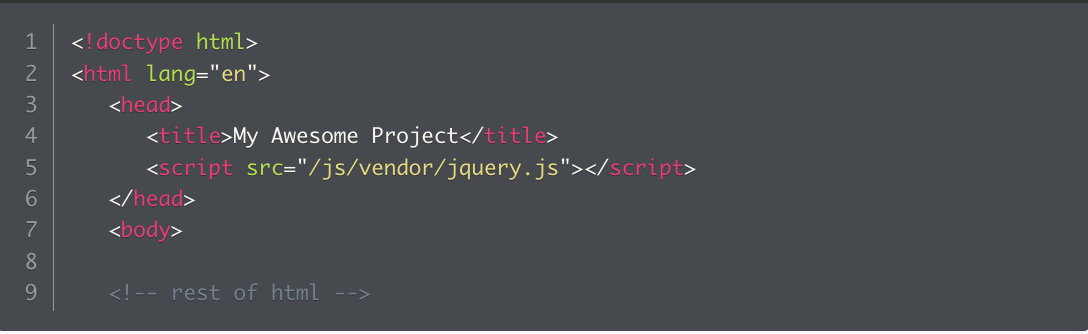 1 <!doctype html>
2 <html lang="en">
3    <head>
4       <title>My Awesome Project</title>
5       <script src="/js/vendor/jquery.js"></script>
6    </head>
7    <body>
8
9    <!-- rest of html -->